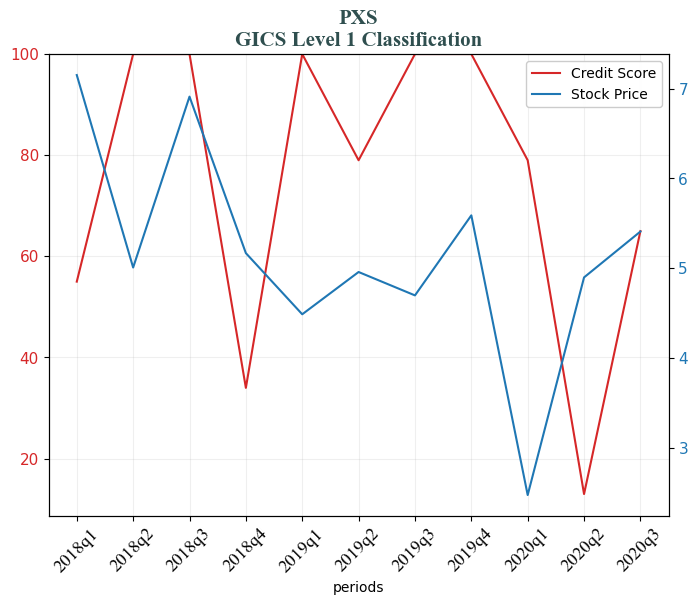 PXS
GICS Level 1 Classification
100
80
60
40
20
Credit Score
Stock Price
7
6
5
4
3
2018q1
2018q2
2018q3
2018q4
2019q1
2019q2
2019q3
2019q4
2020q1
2020q2
2020q3
periods